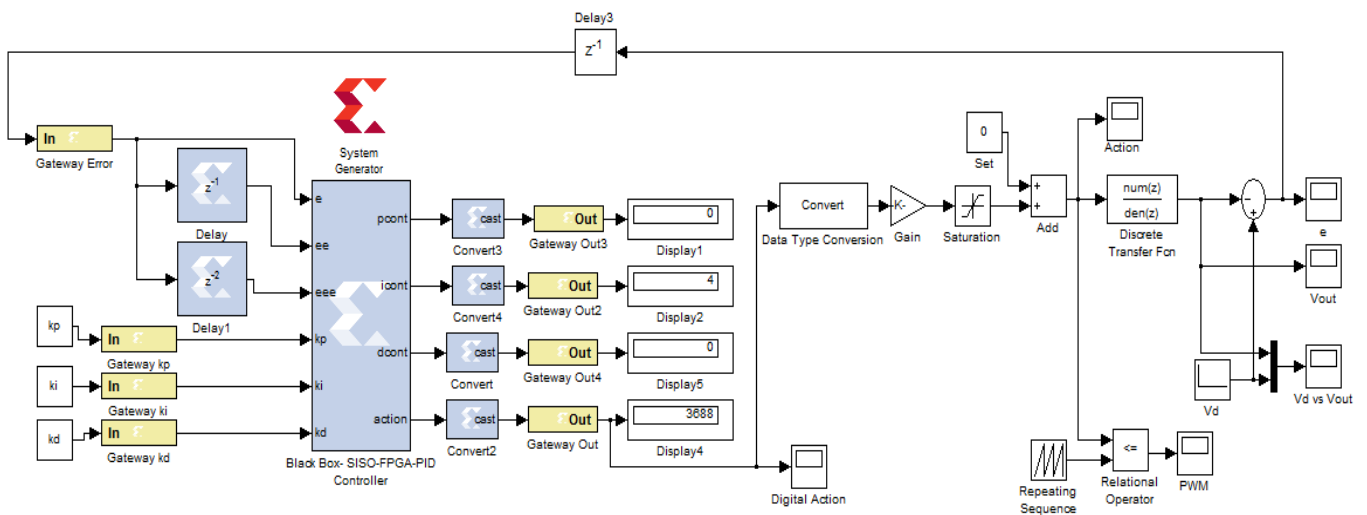 Delay3
z⁻¹
In
Gateway Error
System
Generator
z⁻¹
Delay
z⁻²
Delay1
kp
In
Gateway kp
ki
In
Gateway ki
kd
In
Gateway kd
e
ee
eee
kp
ki
kd
pcont
icont
dcont
action
Black Box- SISO-FPGA-PID
Controller
cast
Convert3
Out
Gateway Out3
0
Display1
cast
Convert4
Out
Gateway Out2
4
Display2
cast
Convert
Out
Gateway Out4
0
Display5
cast
Convert2
Out
Gateway Out
3688
Display4
Digital Action
Convert
Data Type Conversion
K-
Gain
Saturation
0
Set
+
+
Add
Action
num(z)
den(z)
Discrete
Transfer Fcn
−
+
e
Vout
Vd
Vd vs Vout
Repeating
Sequence
<=
Relational
Operator
PWM